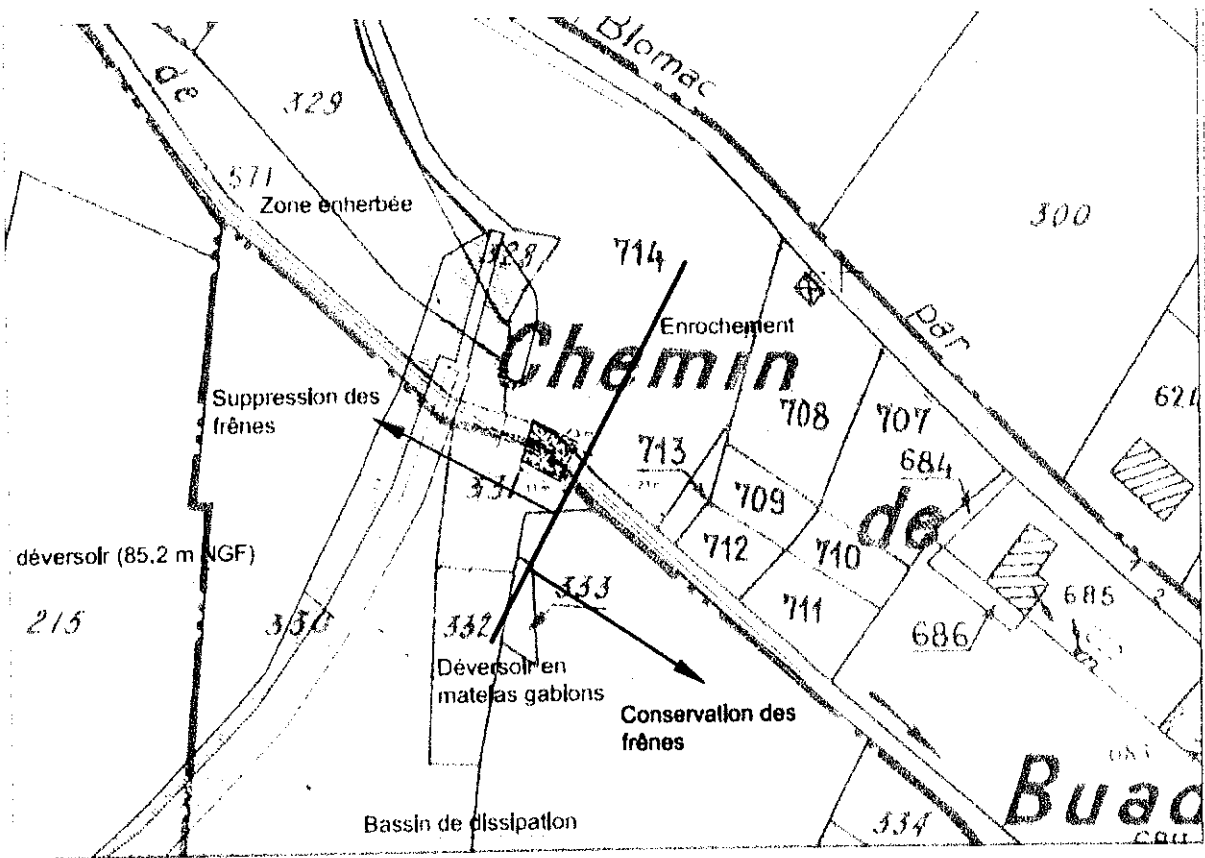 Blomac
de
329
571
Zone enherbée
300
328
714
par
Enrochement
Chemin
Suppression des
frênes
621
708
707
713
684
709
de
712
710
déversoir (85.2 m NGF)
333
711
685
215
330
332
686
Déversoir en
matelas gabions
Conservation des
frênes
Buad
Bassin de dissipation
334